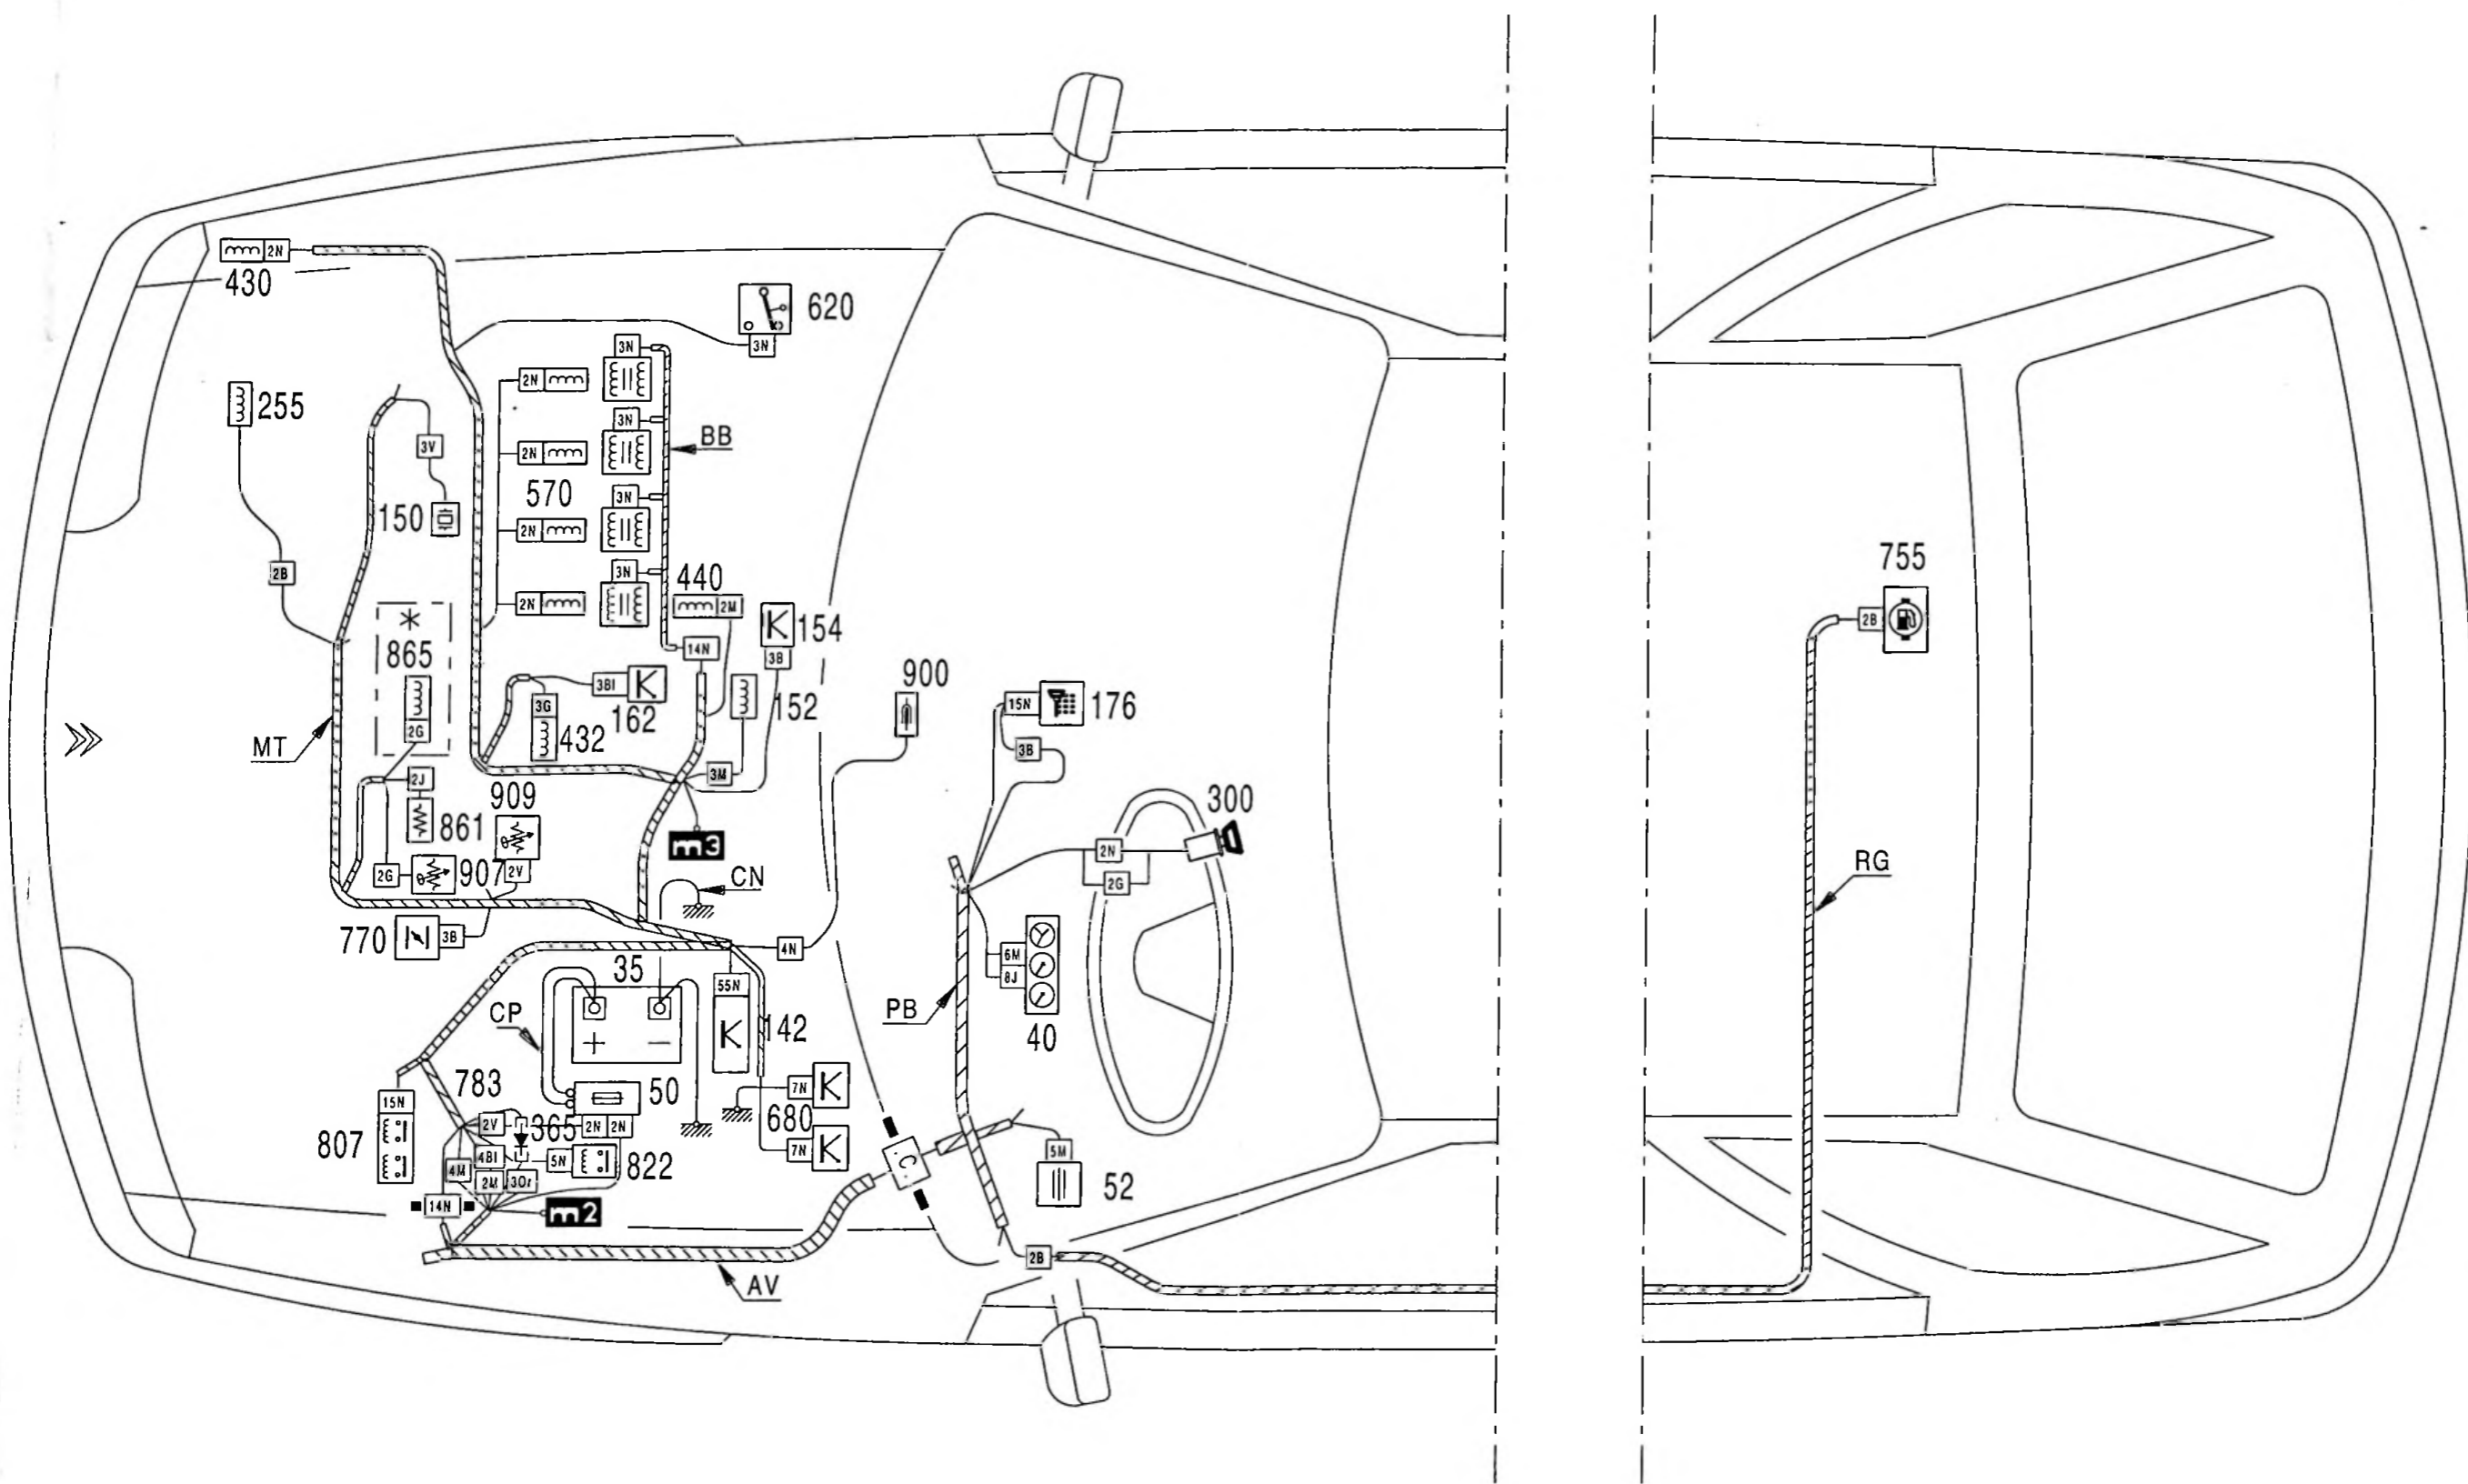 2N
430
620
3N
3N
2N
255
3N
BB
3V
2N
570
3N
150
2N
755
2B
3N
440
2N
2M
154
2B
*
865
14N
3B
900
3BI
162
152
15N
176
3G
432
2G
MT
3B
3M
2J
909
300
861
m3
2N
RG
907
2V
2G
CN
2G
770
3B
4N
6M
8J
35
55N
PB
CP
+
—
142
40
783
50
7N
15N
680
2V
365
2N
2N
807
4BI
5N
822
7N
C
5M
4M
2M
3Or
52
14N
m2
2B
AV